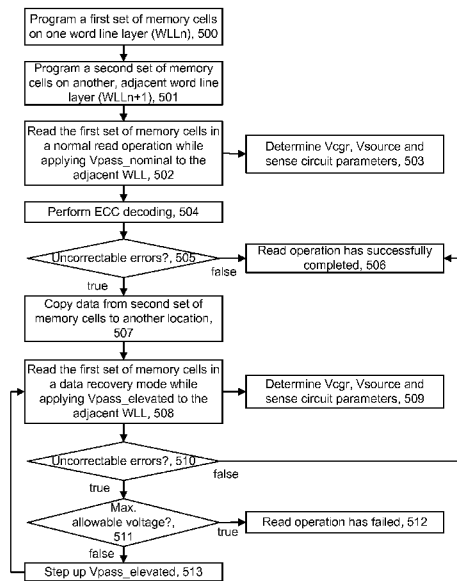 Program a first set of memory cells
on one word line layer (WLLn), 500
Program a second set of memory
cells on another, adjacent word line
layer (WLLn+1), 501
Read the first set of memory cells in
a normal read operation while
applying Vpass_nominal to the
adjacent WLL, 502
Determine Vcgr, Vsource and
sense circuit parameters, 503
Perform ECC decoding, 504
Uncorrectable errors?, 505
false
true
Read operation has successfully
completed, 506
Copy data from second set of
memory cells to another location,
507
Read the first set of memory cells in
a data recovery mode while
applying Vpass_elevated to the
adjacent WLL, 508
Determine Vcgr, Vsource and
sense circuit parameters, 509
Uncorrectable errors?, 510
false
true
Max.
allowable voltage?,
511
true
false
Read operation has failed, 512
Step up Vpass_elevated, 513